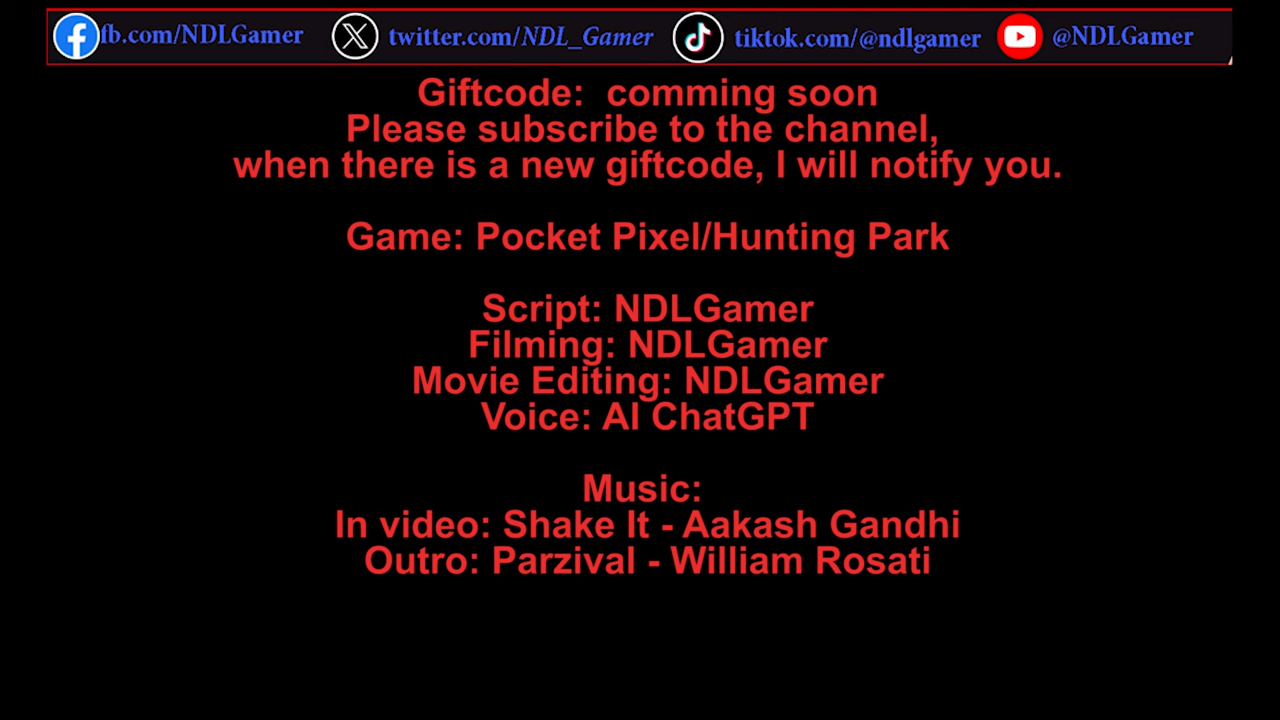 fb.com/NDLGamer twitter.com/NDL_Gamer tiktok.com/@ndlgamer @NDLGamer
Giftcode: comming soon
Please subscribe to the channel,
when there is a new giftcode, I will notify you.
Game: Pocket Pixel/Hunting Park
Script: NDLGamer
Filming: NDLGamer
Movie Editing: NDLGamer
Voice: AI ChatGPT
Music:
In video: Shake It - Aakash Gandhi
Outro: Parzival - William Rosati